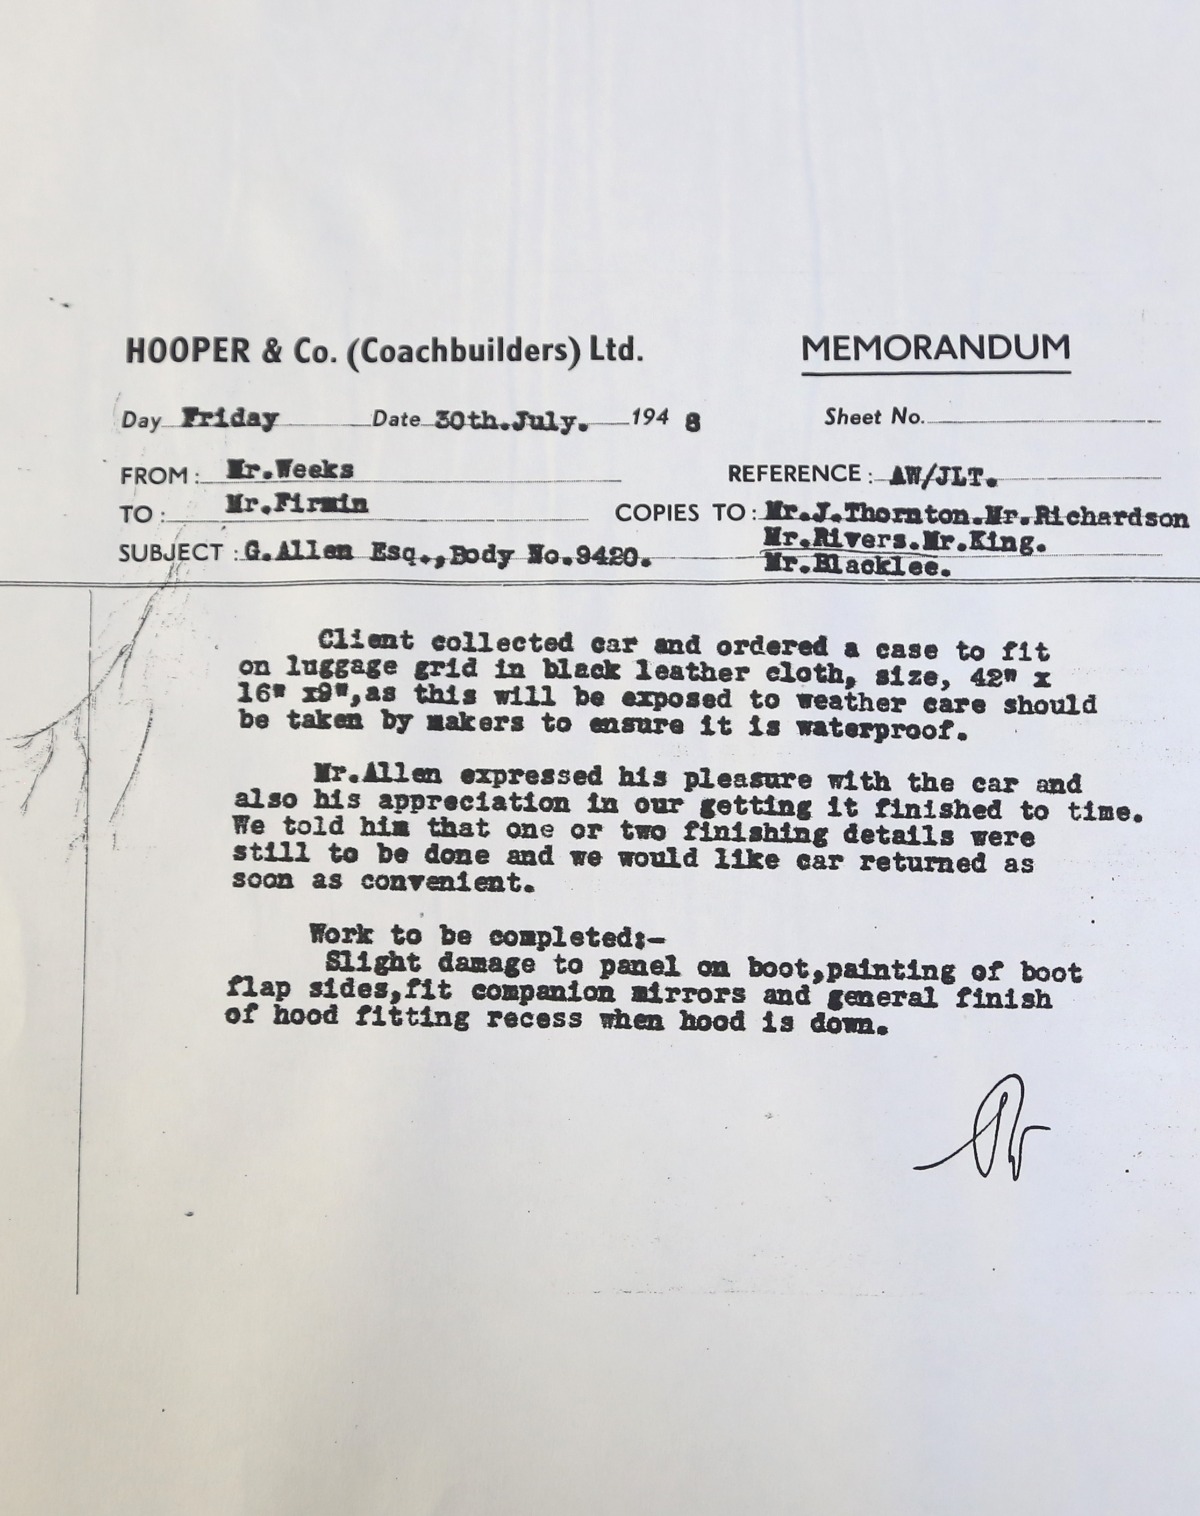 HOOPER & Co. (Coachbuilders) Ltd. MEMORANDUM
Day Friday Date 30th.July. 194 8 Sheet No.
FROM: Mr.Weeks REFERENCE: AW/JLT.
TO: Mr.Firmin COPIES TO: Mr.J.Thornton.Mr.Richardson
Mr.Rivers.Mr.King.
SUBJECT: G.Allen Esq.,Body No.9420. Mr.Blacklee.
Client collected car and ordered a case to fit
on luggage grid in black leather cloth, size, 42" x
16" x9",as this will be exposed to weather care should
be taken by makers to ensure it is waterproof.
Mr.Allen expressed his pleasure with the car and
also his appreciation in our getting it finished to time.
We told him that one or two finishing details were
still to be done and we would like car returned as
soon as convenient.
Work to be completed:-
Slight damage to panel on boot,painting of boot
flap sides,fit companion mirrors and general finish
of hood fitting recess when hood is down.